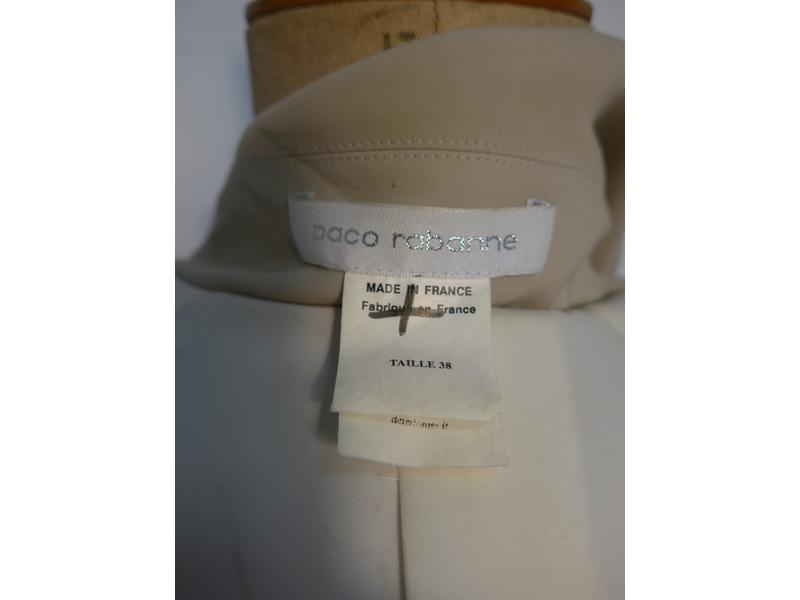 paco rabanne
MADE IN FRANCE
Fabriqué en France
TAILLE 38